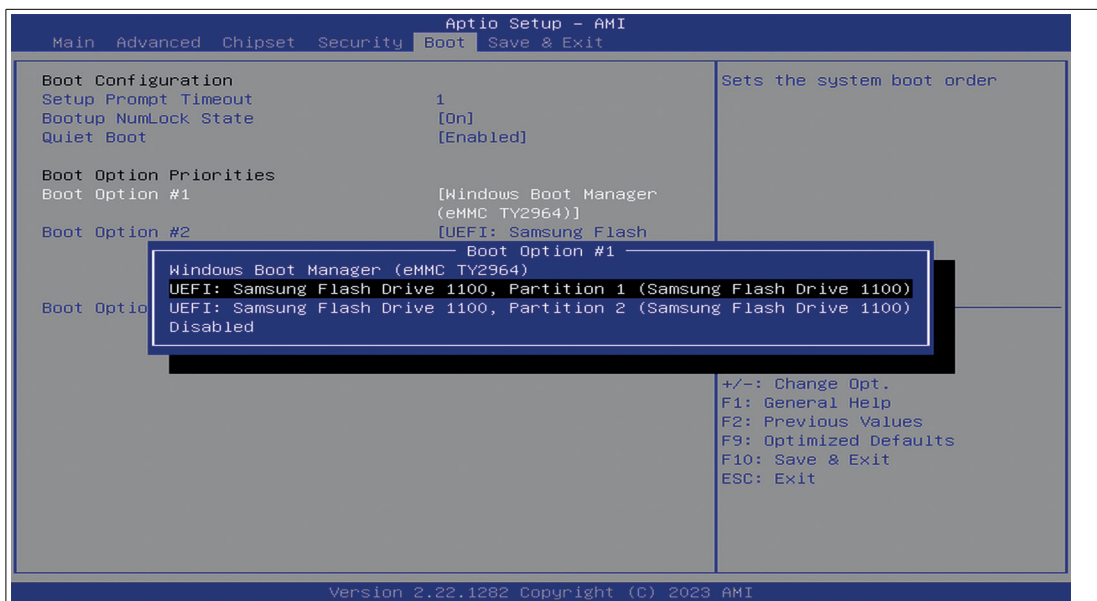 Aptio Setup – AMI
Main Advanced Chipset Security Boot Save & Exit
Boot Configuration
Setup Prompt Timeout 1
Bootup NumLock State [On]
Quiet Boot [Enabled]
Boot Option Priorities
Boot Option #1 [Windows Boot Manager
(eMMC TY2964)]
Boot Option #2 [UEFI: Samsung Flash
Boot Optio
Boot Option #1
Windows Boot Manager (eMMC TY2964)
UEFI: Samsung Flash Drive 1100, Partition 1 (Samsung Flash Drive 1100)
UEFI: Samsung Flash Drive 1100, Partition 2 (Samsung Flash Drive 1100)
Disabled
Sets the system boot order
+/-: Change Opt.
F1: General Help
F2: Previous Values
F9: Optimized Defaults
F10: Save & Exit
ESC: Exit
Version 2.22.1282 Copyright (C) 2023 AMI